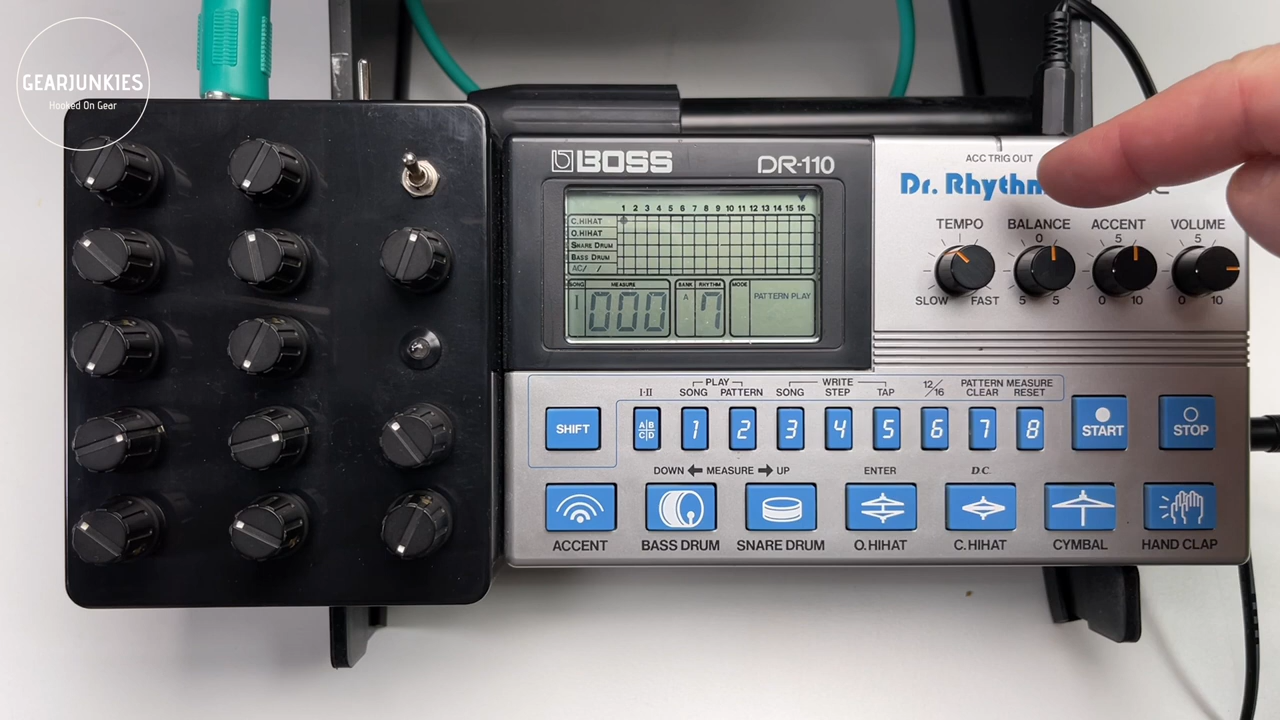 GEARJUNKIES
Hooked On Gear
BOSS
DR-110
ACC TRIG OUT
Dr. Rhythm
1 2 3 4 5 6 7 8 9 10 11 12 13 14 15 16
C.HIHAT
O.HIHAT
SNARE DRUM
BASS DRUM
AC/ /
SONG MEASURE BANK RHYTHM MODE
I 000 A 7 PATTERN PLAY
TEMPO BALANCE ACCENT VOLUME
0 5 5
SLOW FAST 5 5 0 10 0 10
PLAY WRITE
I·II SONG PATTERN SONG STEP TAP 12/16 PATTERN CLEAR MEASURE RESET
SHIFT A B C D 1 2 3 4 5 6 7 8 START STOP
DOWN MEASURE UP ENTER D.C.
ACCENT BASS DRUM SNARE DRUM O.HIHAT C.HIHAT CYMBAL HAND CLAP